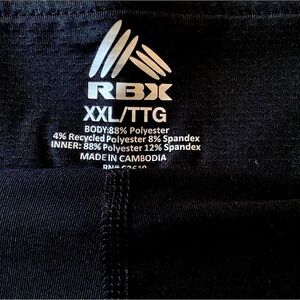 RBX
XXL/TTG
BODY:88% Polyester
4% Recycled Polyester 8% Spandex
INNER: 88% Polyester 12% Spandex
MADE IN CAMBODIA
RN#